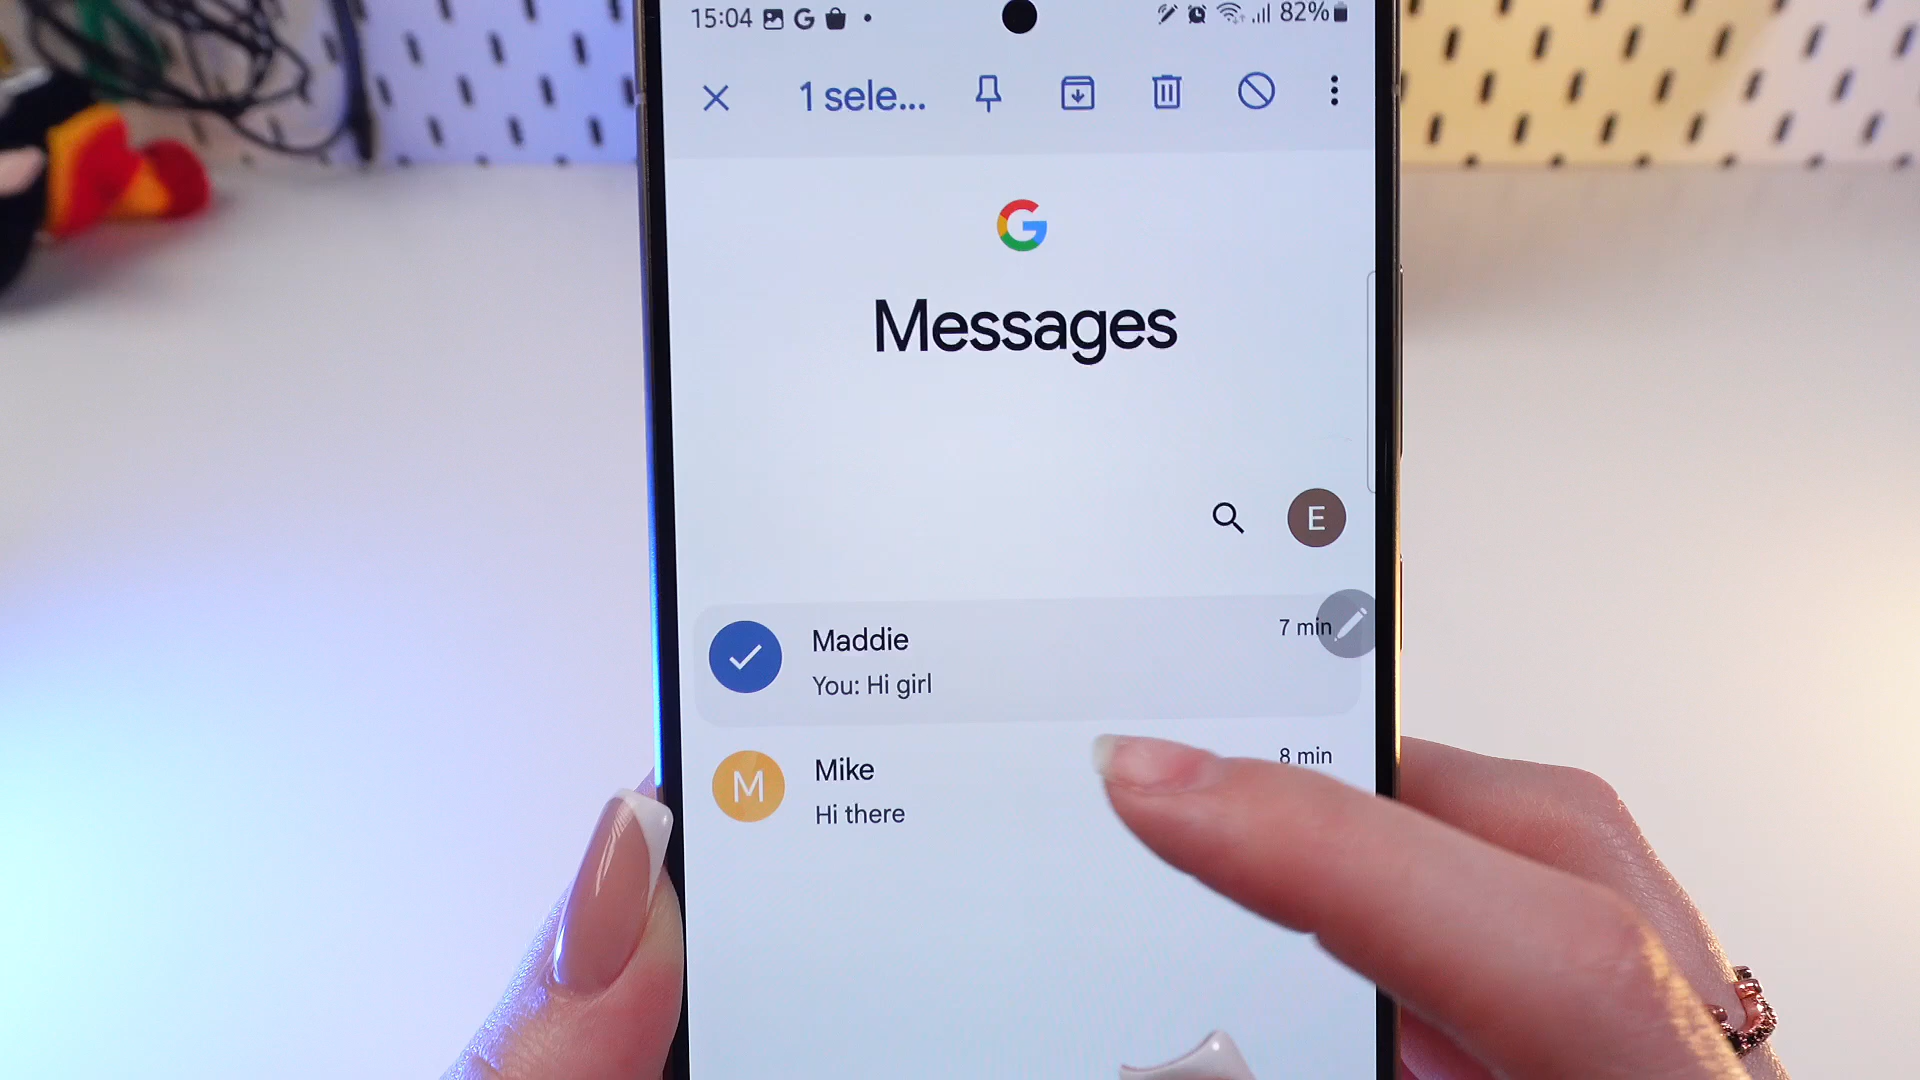 15:04 G 82%
1 sele...
G
Messages
E
Maddie 7 min
You: Hi girl
M Mike 8 min
Hi there